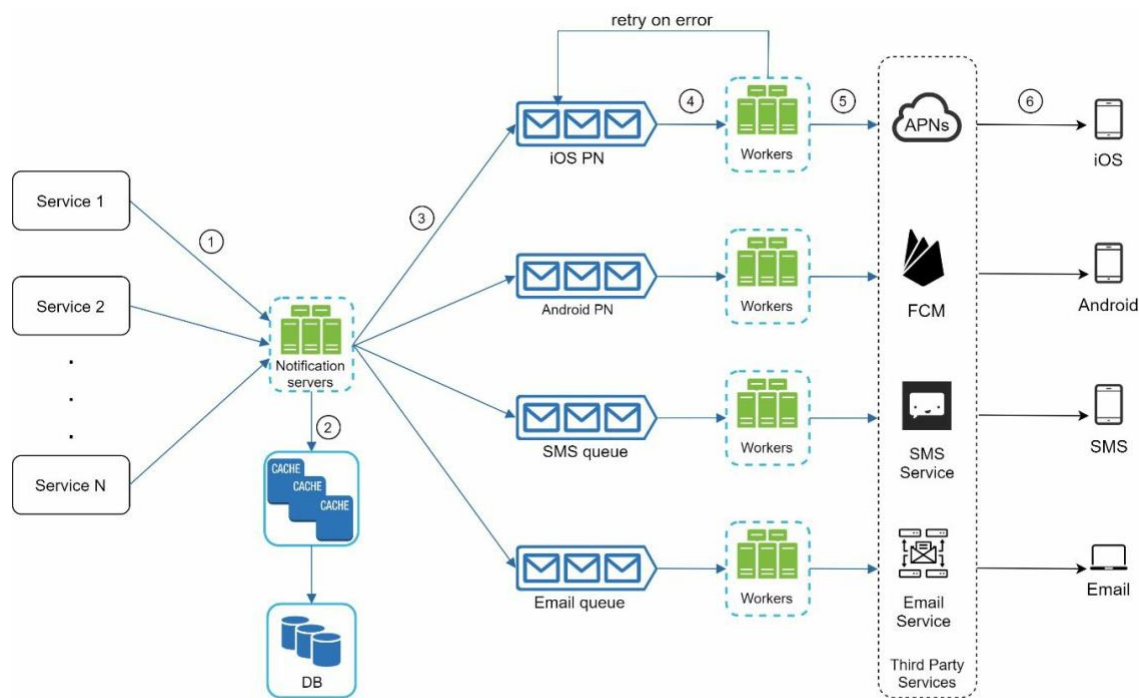 retry on error
4
5
6
APNs
iOS PN
Workers
iOS
Service 1
3
1
Service 2
Android PN
Workers
FCM
Android
.
.
.
Notification
servers
2
SMS queue
Workers
SMS
Service
SMS
Service N
CACHE
CACHE
CACHE
Email queue
Workers
Email
Service
Email
DB
Third Party
Services